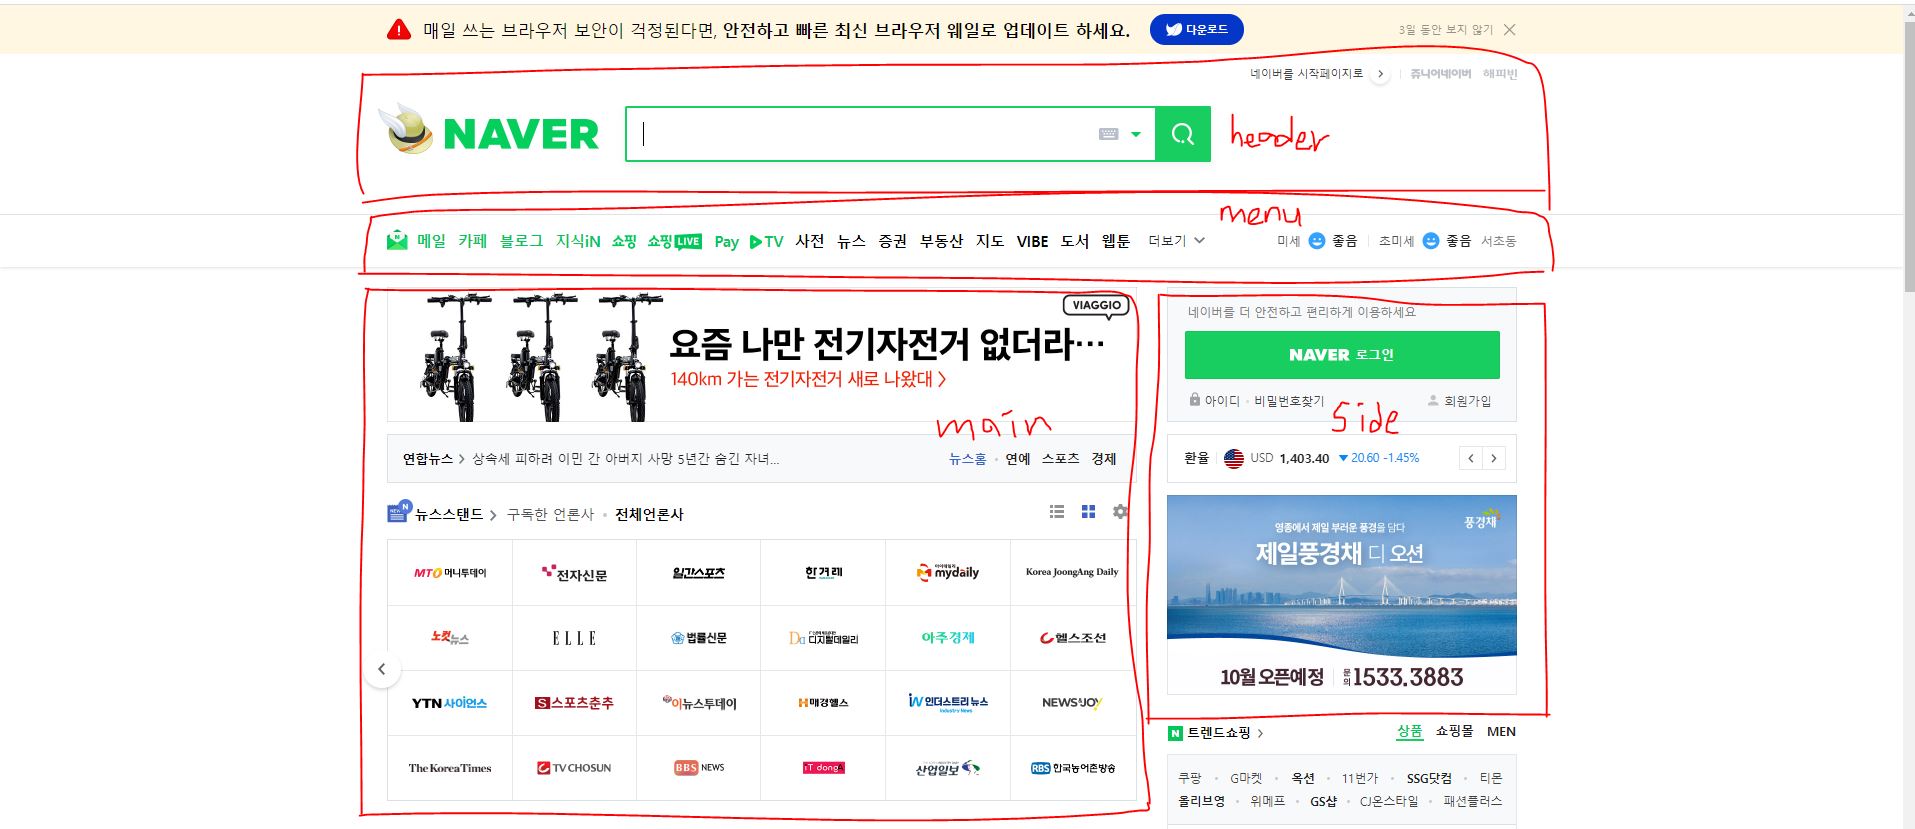 매일 쓰는 브라우저 보안이 걱정된다면, 안전하고 빠른 최신 브라우저 웨일로 업데이트 하세요. 다운로드 3일 동안 보지 않기
네이버를 시작페이지로 쥬니어네이버 해피빈
NAVER
header
menu
메일 카페 블로그 지식iN 쇼핑 쇼핑LIVE Pay TV 사전 뉴스 증권 부동산 지도 VIBE 도서 웹툰 더보기 미세 좋음 초미세 좋음 서초동
VIAGGIO
요즘 나만 전기자전거 없더라…
140km 가는 전기자전거 새로 나왔대 >
main
연합뉴스 > 상속세 피하려 이민 간 아버지 사망 5년간 숨긴 자녀... 뉴스홈 · 연예 스포츠 경제
뉴스스탠드 > 구독한 언론사 · 전체언론사
MTO 머니투데이 전자신문 일간스포츠 한겨레 마이데일리 mydaily Korea JoongAng Daily
노컷뉴스 ELLE 법률신문 디지털데일리 아주경제 헬스조선
YTN 사이언스 S스포츠춘추 이뉴스투데이 매경헬스 iN 인더스트리뉴스 Industry News NEWS&JOY
The Korea Times TV CHOSUN BBS NEWS iT dongA 산업일보 RBS 한국농어촌방송
네이버를 더 안전하고 편리하게 이용하세요
NAVER 로그인
아이디 · 비밀번호찾기 회원가입
side
환율 USD 1,403.40 ▼ 20.60 -1.45%
영종에서 제일 부러운 풍경을 담다
풍경채
제일풍경채 디 오션
10월 오픈예정 문의 1533.3883
N 트렌드쇼핑 > 상품 쇼핑몰 MEN
쿠팡 · G마켓 · 옥션 · 11번가 · SSG닷컴 · 티몬
올리브영 · 위메프 · GS샵 · CJ온스타일 · 패션플러스